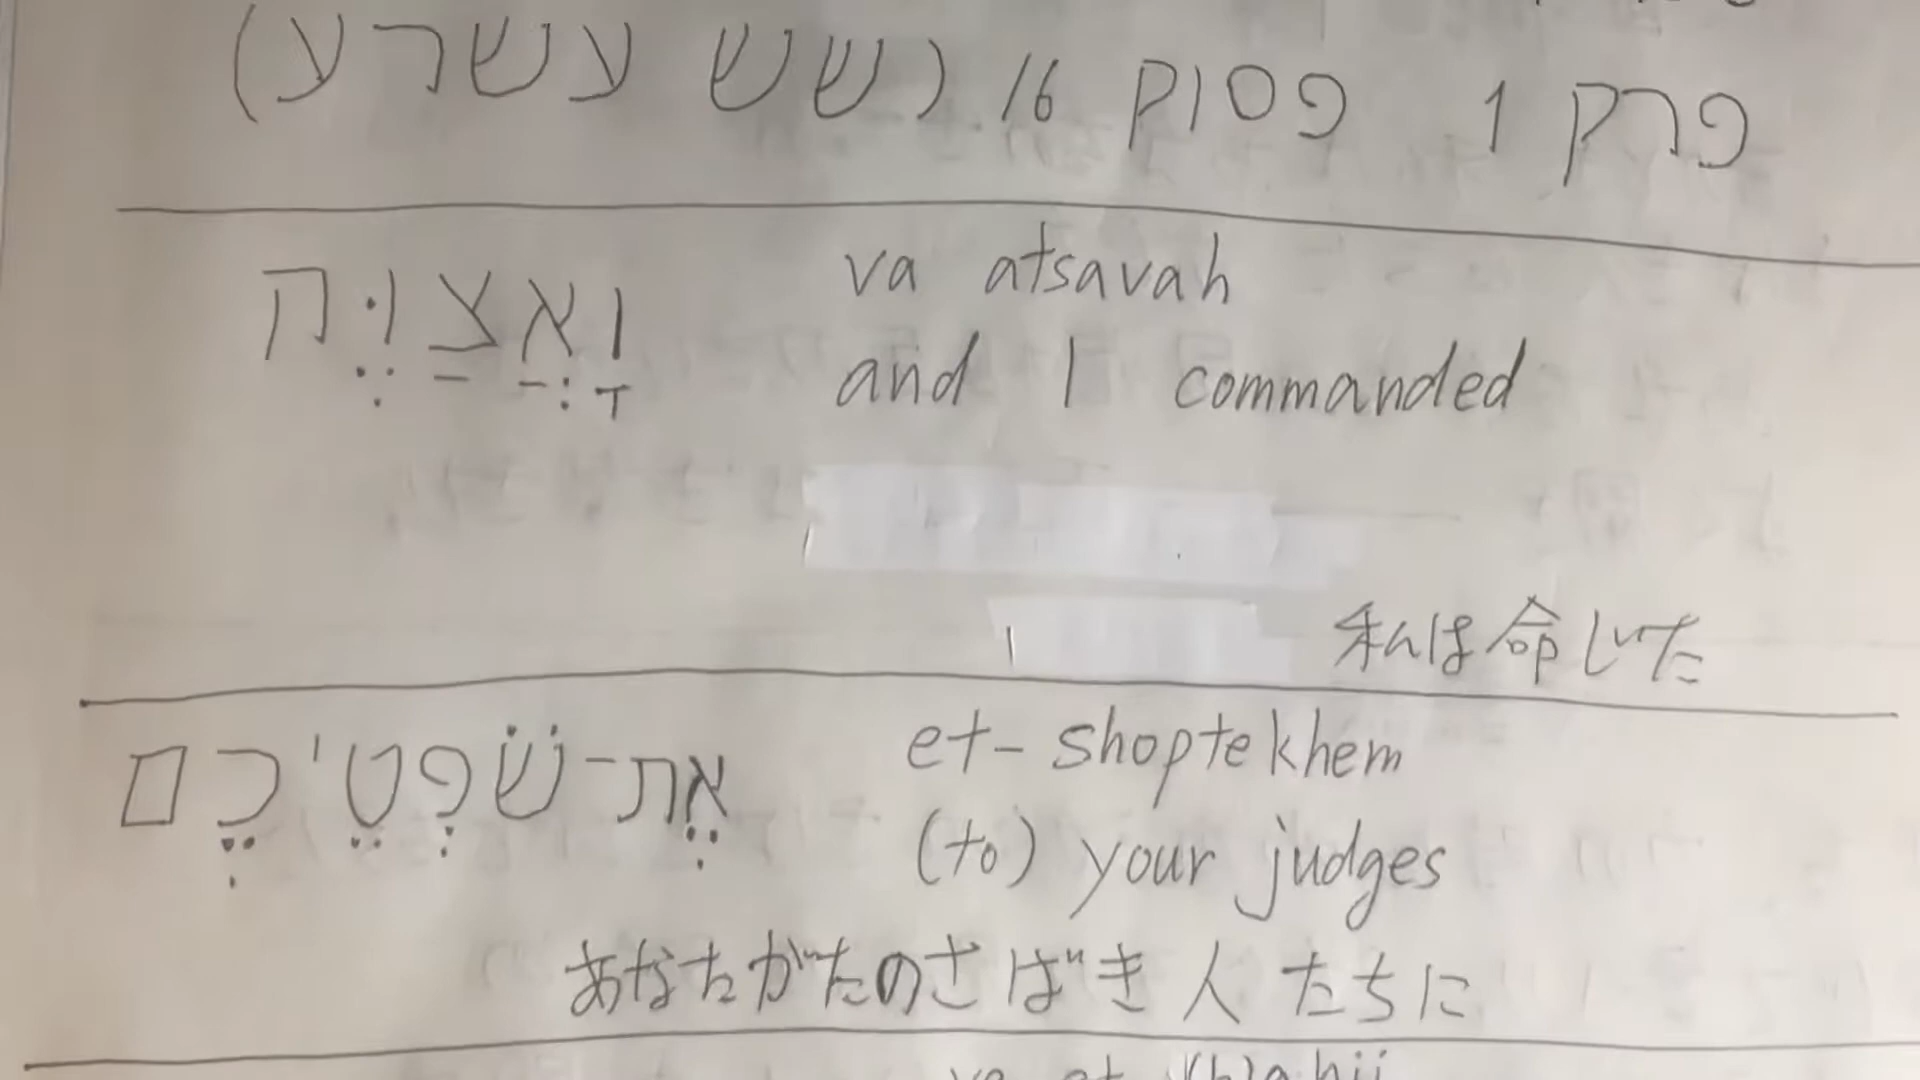 פרק 1 פסוק 16 (שש עשרע)
וָאֲצַוֶּה va atsavah
and I commanded
私は命じた
אֶת־שֹׁפְטֵיכֶם et-shoptekhem
(to) your judges
あなたがたのさばき人たちに